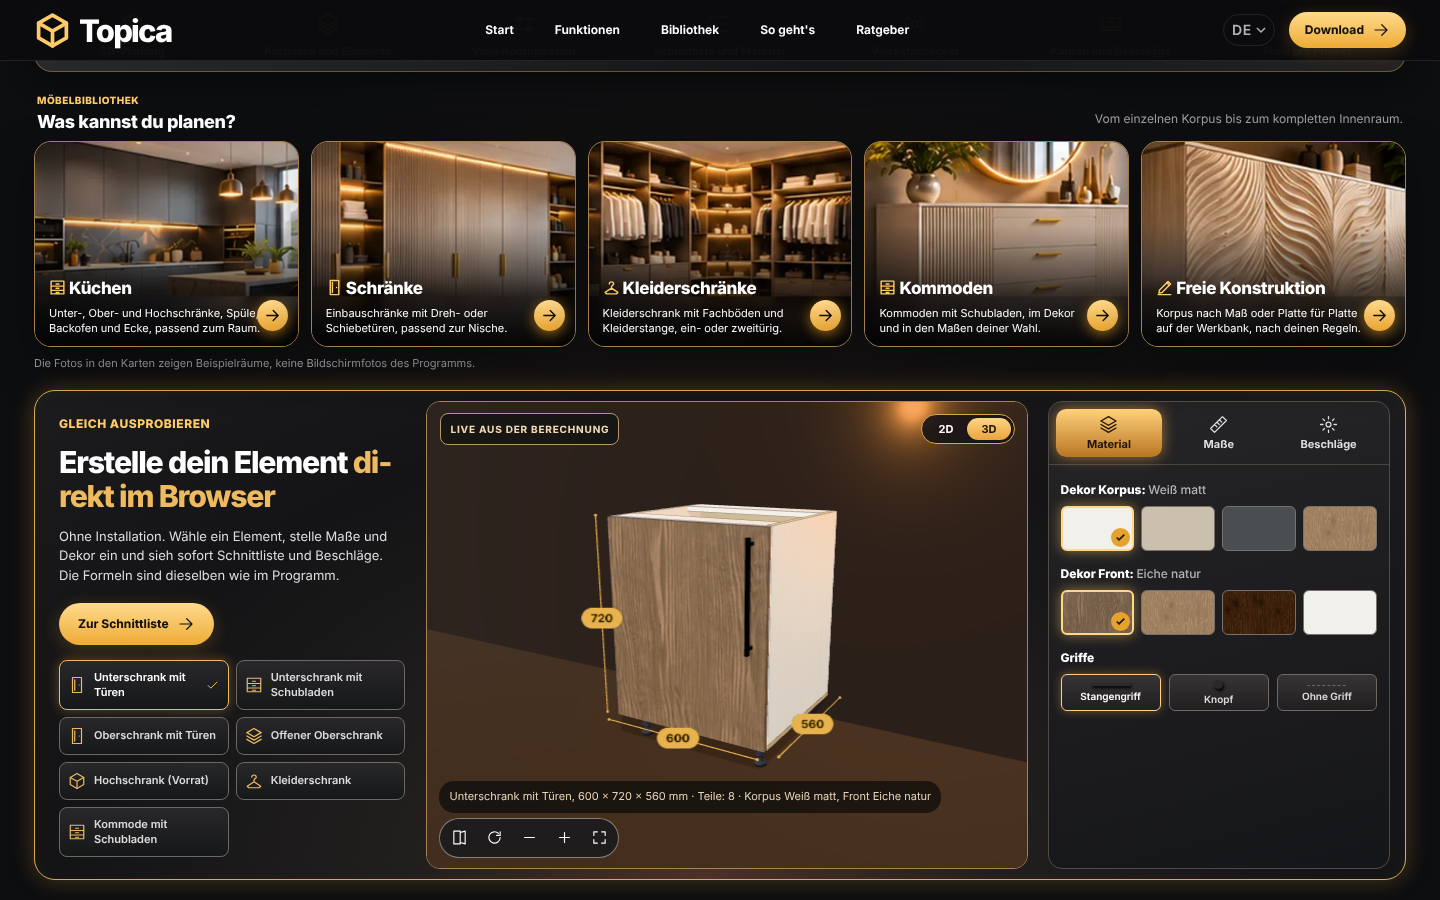 Topica
Start
Funktionen
Bibliothek
So geht's
Ratgeber
DE
Download
MÖBELBIBLIOTHEK
Was kannst du planen?
Vom einzelnen Korpus bis zum kompletten Innenraum.
Küchen
Unter-, Ober- und Hochschränke, Spüle,
Backofen und Ecke, passend zum Raum.
Schränke
Einbauschränke mit Dreh- oder
Schiebetüren, passend zur Nische.
Kleiderschränke
Kleiderschrank mit Fachböden und
Kleiderstange, ein- oder zweitürig.
Kommoden
Kommoden mit Schubladen, im Dekor
und in den Maßen deiner Wahl.
Freie Konstruktion
Korpus nach Maß oder Platte für Platte
auf der Werkbank, nach deinen Regeln.
Die Fotos in den Karten zeigen Beispielräume, keine Bildschirmfotos des Programms.
GLEICH AUSPROBIEREN
Erstelle dein Element di-
rekt im Browser
Ohne Installation. Wähle ein Element, stelle Maße und
Dekor ein und sieh sofort Schnittliste und Beschläge.
Die Formeln sind dieselben wie im Programm.
Zur Schnittliste
Unterschrank mit
Türen
Unterschrank mit
Schubladen
Oberschrank mit Türen
Offener Oberschrank
Hochschrank (Vorrat)
Kleiderschrank
Kommode mit
Schubladen
LIVE AUS DER BERECHNUNG
2D
3D
720
600
560
Unterschrank mit Türen, 600 × 720 × 560 mm · Teile: 8 · Korpus Weiß matt, Front Eiche natur
Material
Maße
Beschläge
Dekor Korpus: Weiß matt
Dekor Front: Eiche natur
Griffe
Stangengriff
Knopf
Ohne Griff